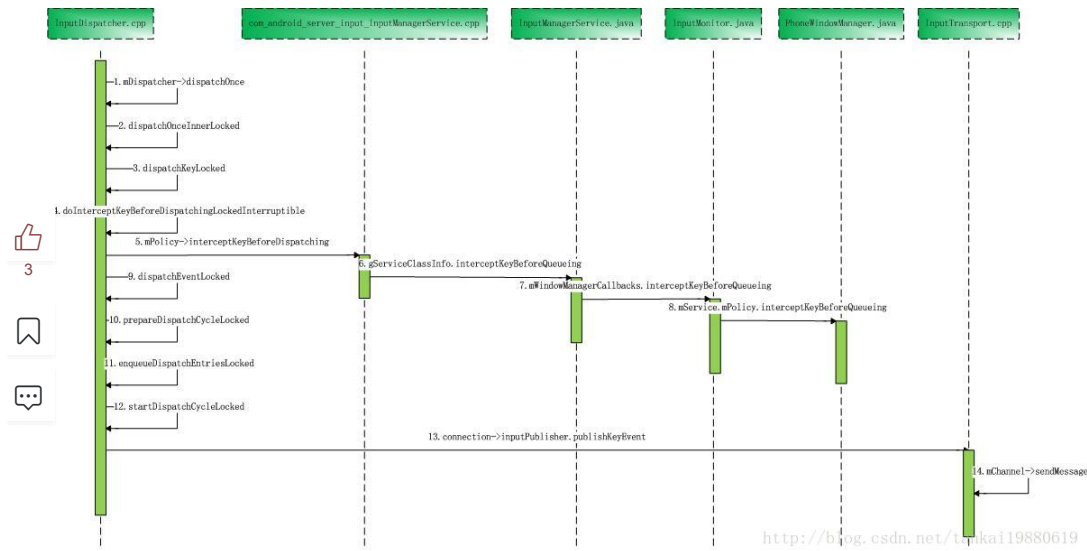 InputDispatcher.cpp
com_android_server_input_InputManagerService.cpp
InputManagerService.java
InputMonitor.java
PhoneWindowManager.java
InputTransport.cpp
1.mDispatcher->dispatchOnce
2.dispatchOnceInnerLocked
3.dispatchKeyLocked
4.doInterceptKeyBeforeDispatchingLockedInterruptible
5.mPolicy->interceptKeyBeforeDispatching
6.gServiceClassInfo.interceptKeyBeforeQueueing
9.dispatchEventLocked
7.mWindowManagerCallbacks.interceptKeyBeforeQueueing
8.mService.mPolicy.interceptKeyBeforeQueueing
3
10.prepareDispatchCycleLocked
11.enqueueDispatchEntriesLocked
12.startDispatchCycleLocked
13.connection->inputPublisher.publishKeyEvent
14.mChannel->sendMessage